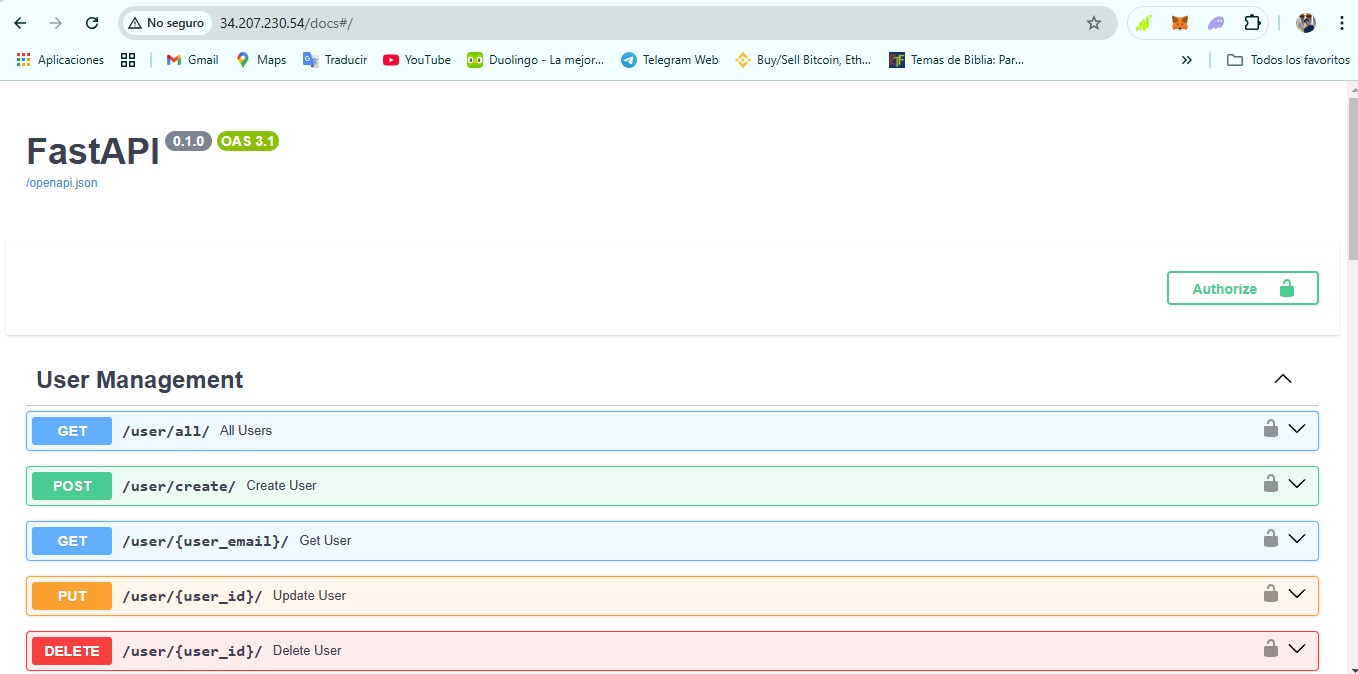 No seguro 34.207.230.54/docs#/
Aplicaciones Gmail Maps Traducir YouTube Duolingo - La mejor... Telegram Web Buy/Sell Bitcoin, Eth... Temas de Biblia: Par... » Todos los favoritos
FastAPI 0.1.0 OAS 3.1
/openapi.json
Authorize
User Management
GET /user/all/ All Users
POST /user/create/ Create User
GET /user/{user_email}/ Get User
PUT /user/{user_id}/ Update User
DELETE /user/{user_id}/ Delete User